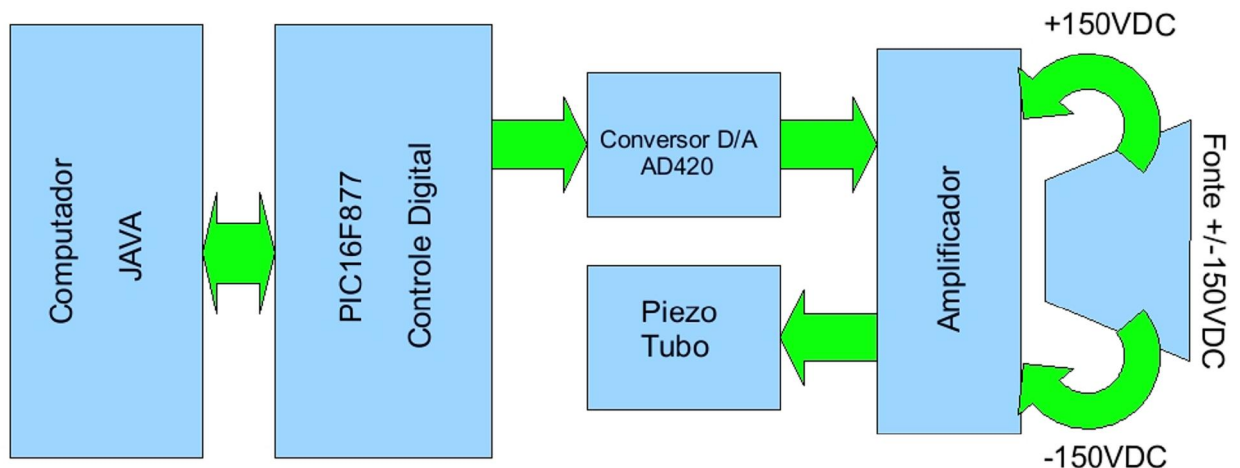 Computador
JAVA
PIC16F877
Controle Digital
Conversor D/A
AD420
Piezo
Tubo
Amplificador
+150VDC
Fonte +/-150VDC
-150VDC